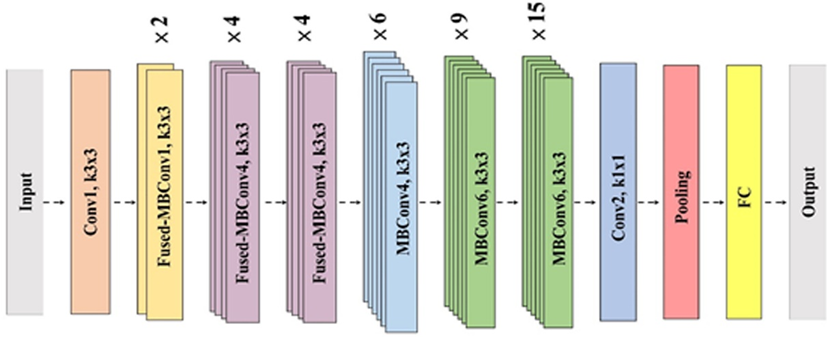 Input
Conv1, k3x3
× 2
Fused-MBConv1, k3x3
× 4
Fused-MBConv4, k3x3
× 4
Fused-MBConv4, k3x3
× 6
MBConv4, k3x3
× 9
MBConv6, k3x3
× 15
MBConv6, k3x3
Conv2, k1x1
Pooling
FC
Output